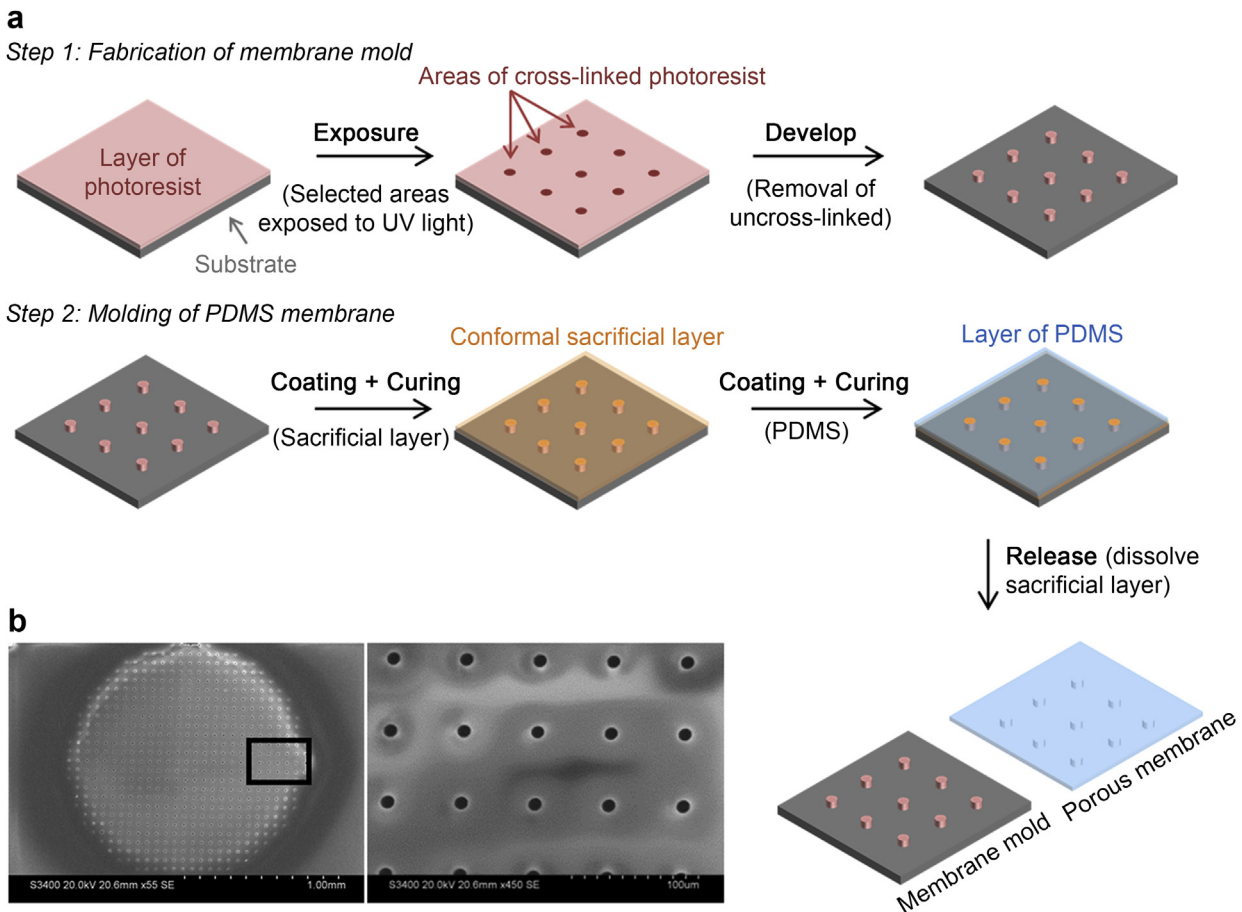 a
Step 1: Fabrication of membrane mold
Areas of cross-linked photoresist
Layer of
photoresist
Exposure
(Selected areas
exposed to UV light)
Substrate
Develop
(Removal of
uncross-linked)
Step 2: Molding of PDMS membrane
Coating + Curing
(Sacrificial layer)
Conformal sacrificial layer
Coating + Curing
(PDMS)
Layer of PDMS
Release (dissolve
sacrificial layer)
b
S3400 20.0kV 20.6mm x55 SE 1.00mm
S3400 20.0kV 20.6mm x450 SE 100um
Membrane mold
Porous membrane